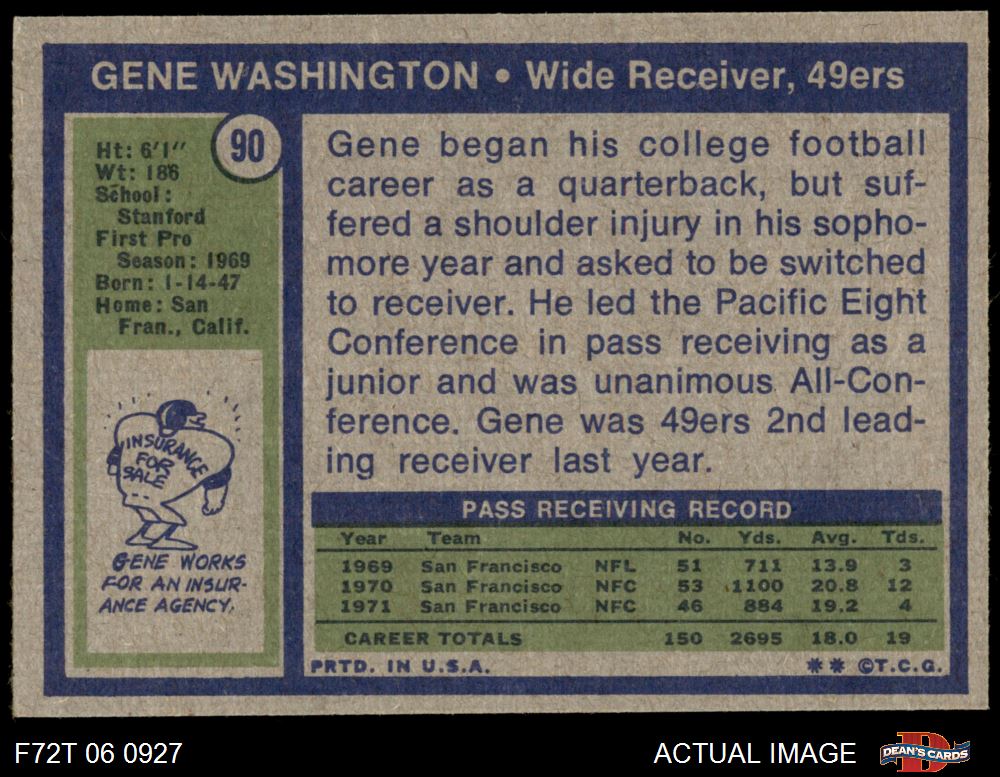 GENE WASHINGTON • Wide Receiver, 49ers
90
Ht: 6'1"
Wt: 186
School:
Stanford
First Pro
Season: 1969
Born: 1-14-47
Home: San
Fran., Calif.
INSURANCE
FOR
SALE
GENE WORKS
FOR AN INSUR-
ANCE AGENCY.
Gene began his college football
career as a quarterback, but suf-
fered a shoulder injury in his sopho-
more year and asked to be switched
to receiver. He led the Pacific Eight
Conference in pass receiving as a
junior and was unanimous All-Con-
ference. Gene was 49ers 2nd lead-
ing receiver last year.
PASS RECEIVING RECORD
Year Team No. Yds. Avg. Tds.
1969 San Francisco NFL 51 711 13.9 3
1970 San Francisco NFC 53 1100 20.8 12
1971 San Francisco NFC 46 884 19.2 4
CAREER TOTALS 150 2695 18.0 19
PRTD. IN U.S.A. ** ©T.C.G.
F72T 06 0927 ACTUAL IMAGE
D
DEAN'S CARDS